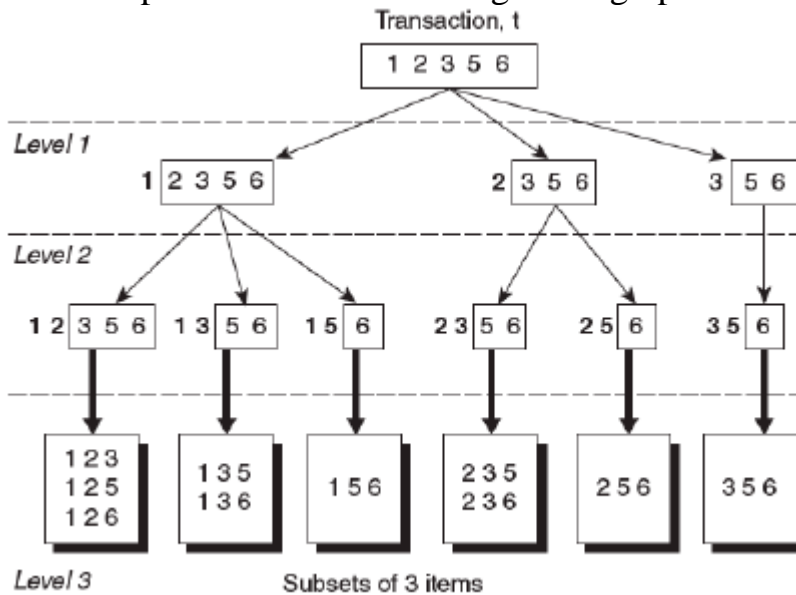 Transaction, t
1 2 3 5 6
Level 1
1 2 3 5 6
2 3 5 6
3 5 6
Level 2
1 2 3 5 6
1 3 5 6
1 5 6
2 3 5 6
2 5 6
3 5 6
1 2 3
1 2 5
1 2 6
1 3 5
1 3 6
1 5 6
2 3 5
2 3 6
2 5 6
3 5 6
Level 3
Subsets of 3 items